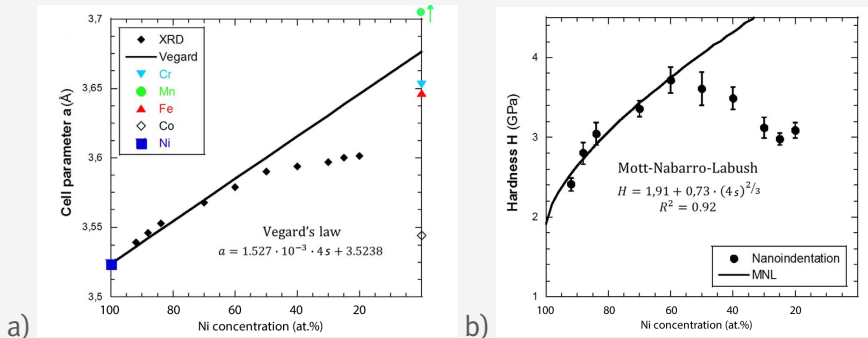 a)
3,7
3,65
3,6
3,55
3,5
Cell parameter a (Å)
XRD
Vegard
Cr
Mn
Fe
Co
Ni
Vegard's law
a = 1.527 · 10⁻³ · 4s + 3.5238
100 80 60 40 20
Ni concentration (at.%)
b)
4
3
2
1
Hardness H (GPa)
Mott-Nabarro-Labush
H = 1,91 + 0,73 · (4s)^2/3
R² = 0.92
Nanoindentation
MNL
100 80 60 40 20
Ni concentration (at.%)